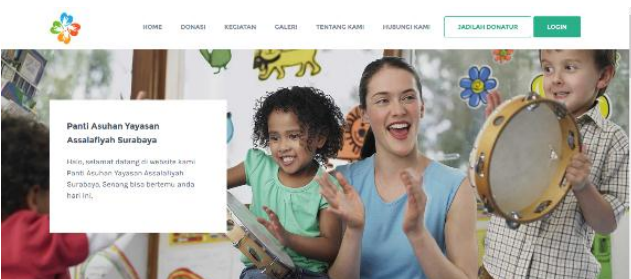 HOME DONASI KEGIATAN GALERI TENTANG KAMI HUBUNGI KAMI JADILAH DONATUR LOGIN
Panti Asuhan Yayasan
Assalafiyah Surabaya
Halo, selamat datang di website kami
Panti Asuhan Yayasan Assalafiyah
Surabaya, Senang bisa bertemu anda
hari ini,